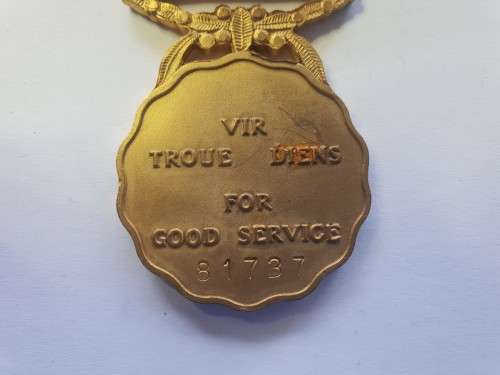 VIR
TROUE DIENS
FOR
GOOD SERVICE
81737